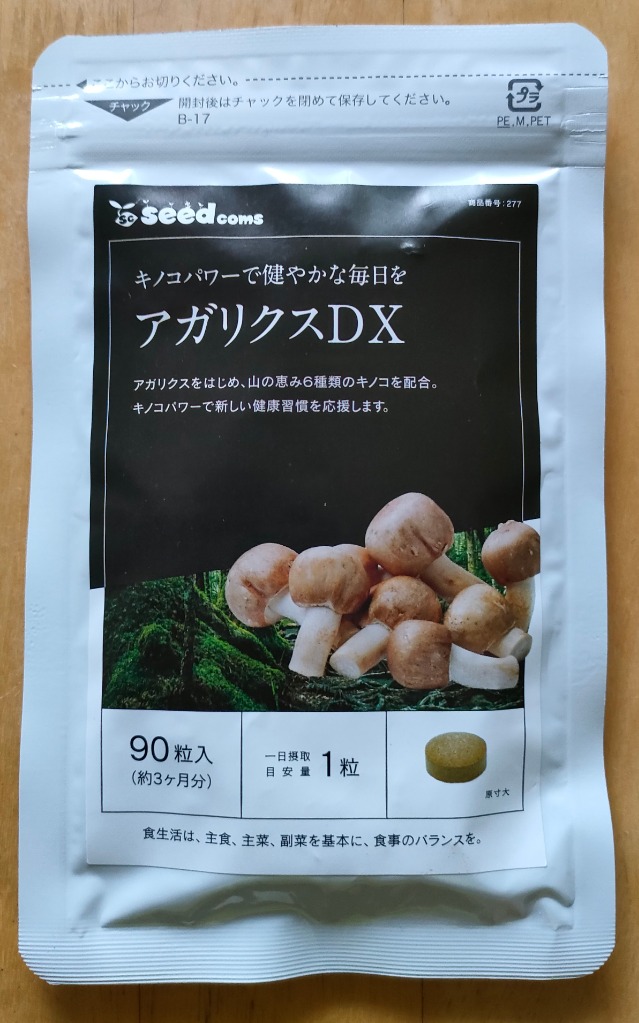 ここからお切りください。
チャック
開封後はチャックを閉めて保存してください。
B-17
プラ
PE,M,PET
seedcoms
商品番号:277
キノコパワーで健やかな毎日を
アガリクスDX
アガリクスをはじめ、山の恵み6種類のキノコを配合。
キノコパワーで新しい健康習慣を応援します。
90粒入
(約3ヶ月分)
一日摂取
目安量
1粒
原寸大
食生活は、主食、主菜、副菜を基本に、食事のバランスを。